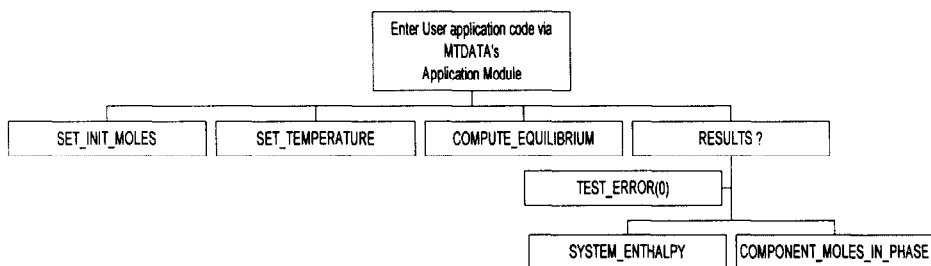 Enter User application code via
MTDATA's
Application Module
SET_INIT_MOLES
SET_TEMPERATURE
COMPUTE_EQUILIBRIUM
RESULTS ?
TEST_ERROR(0)
SYSTEM_ENTHALPY
COMPONENT_MOLES_IN_PHASE